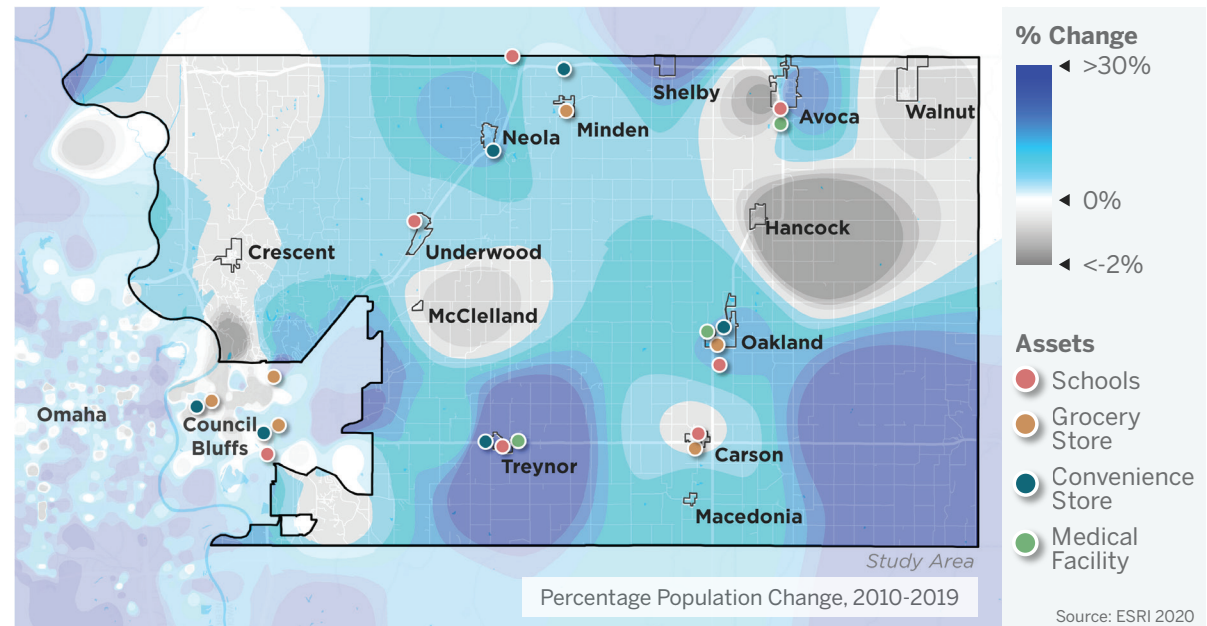 Shelby
Avoca
Walnut
Neola
Minden
Hancock
Crescent
Underwood
McClelland
Oakland
Omaha
Council
Bluffs
Treynor
Carson
Macedonia
Study Area
Percentage Population Change, 2010-2019
% Change
>30%
0%
<-2%
Assets
Schools
Grocery
Store
Convenience
Store
Medical
Facility
Source: ESRI 2020